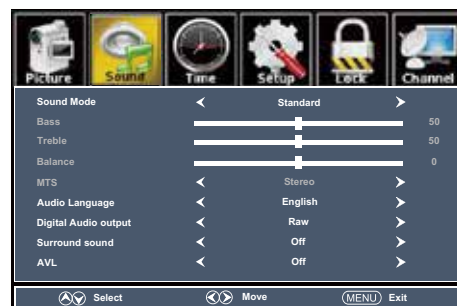 Picture Sound Time Setup Lock Channel
Sound Mode Standard
Bass 50
Treble 50
Balance 0
MTS Stereo
Audio Language English
Digital Audio output Raw
Surround sound Off
AVL Off
Select Move MENU Exit